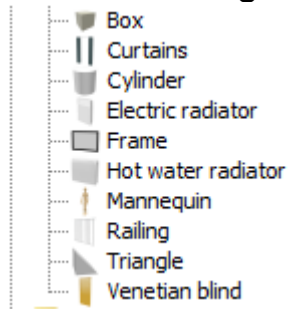 Box
Curtains
Cylinder
Electric radiator
Frame
Hot water radiator
Mannequin
Railing
Triangle
Venetian blind